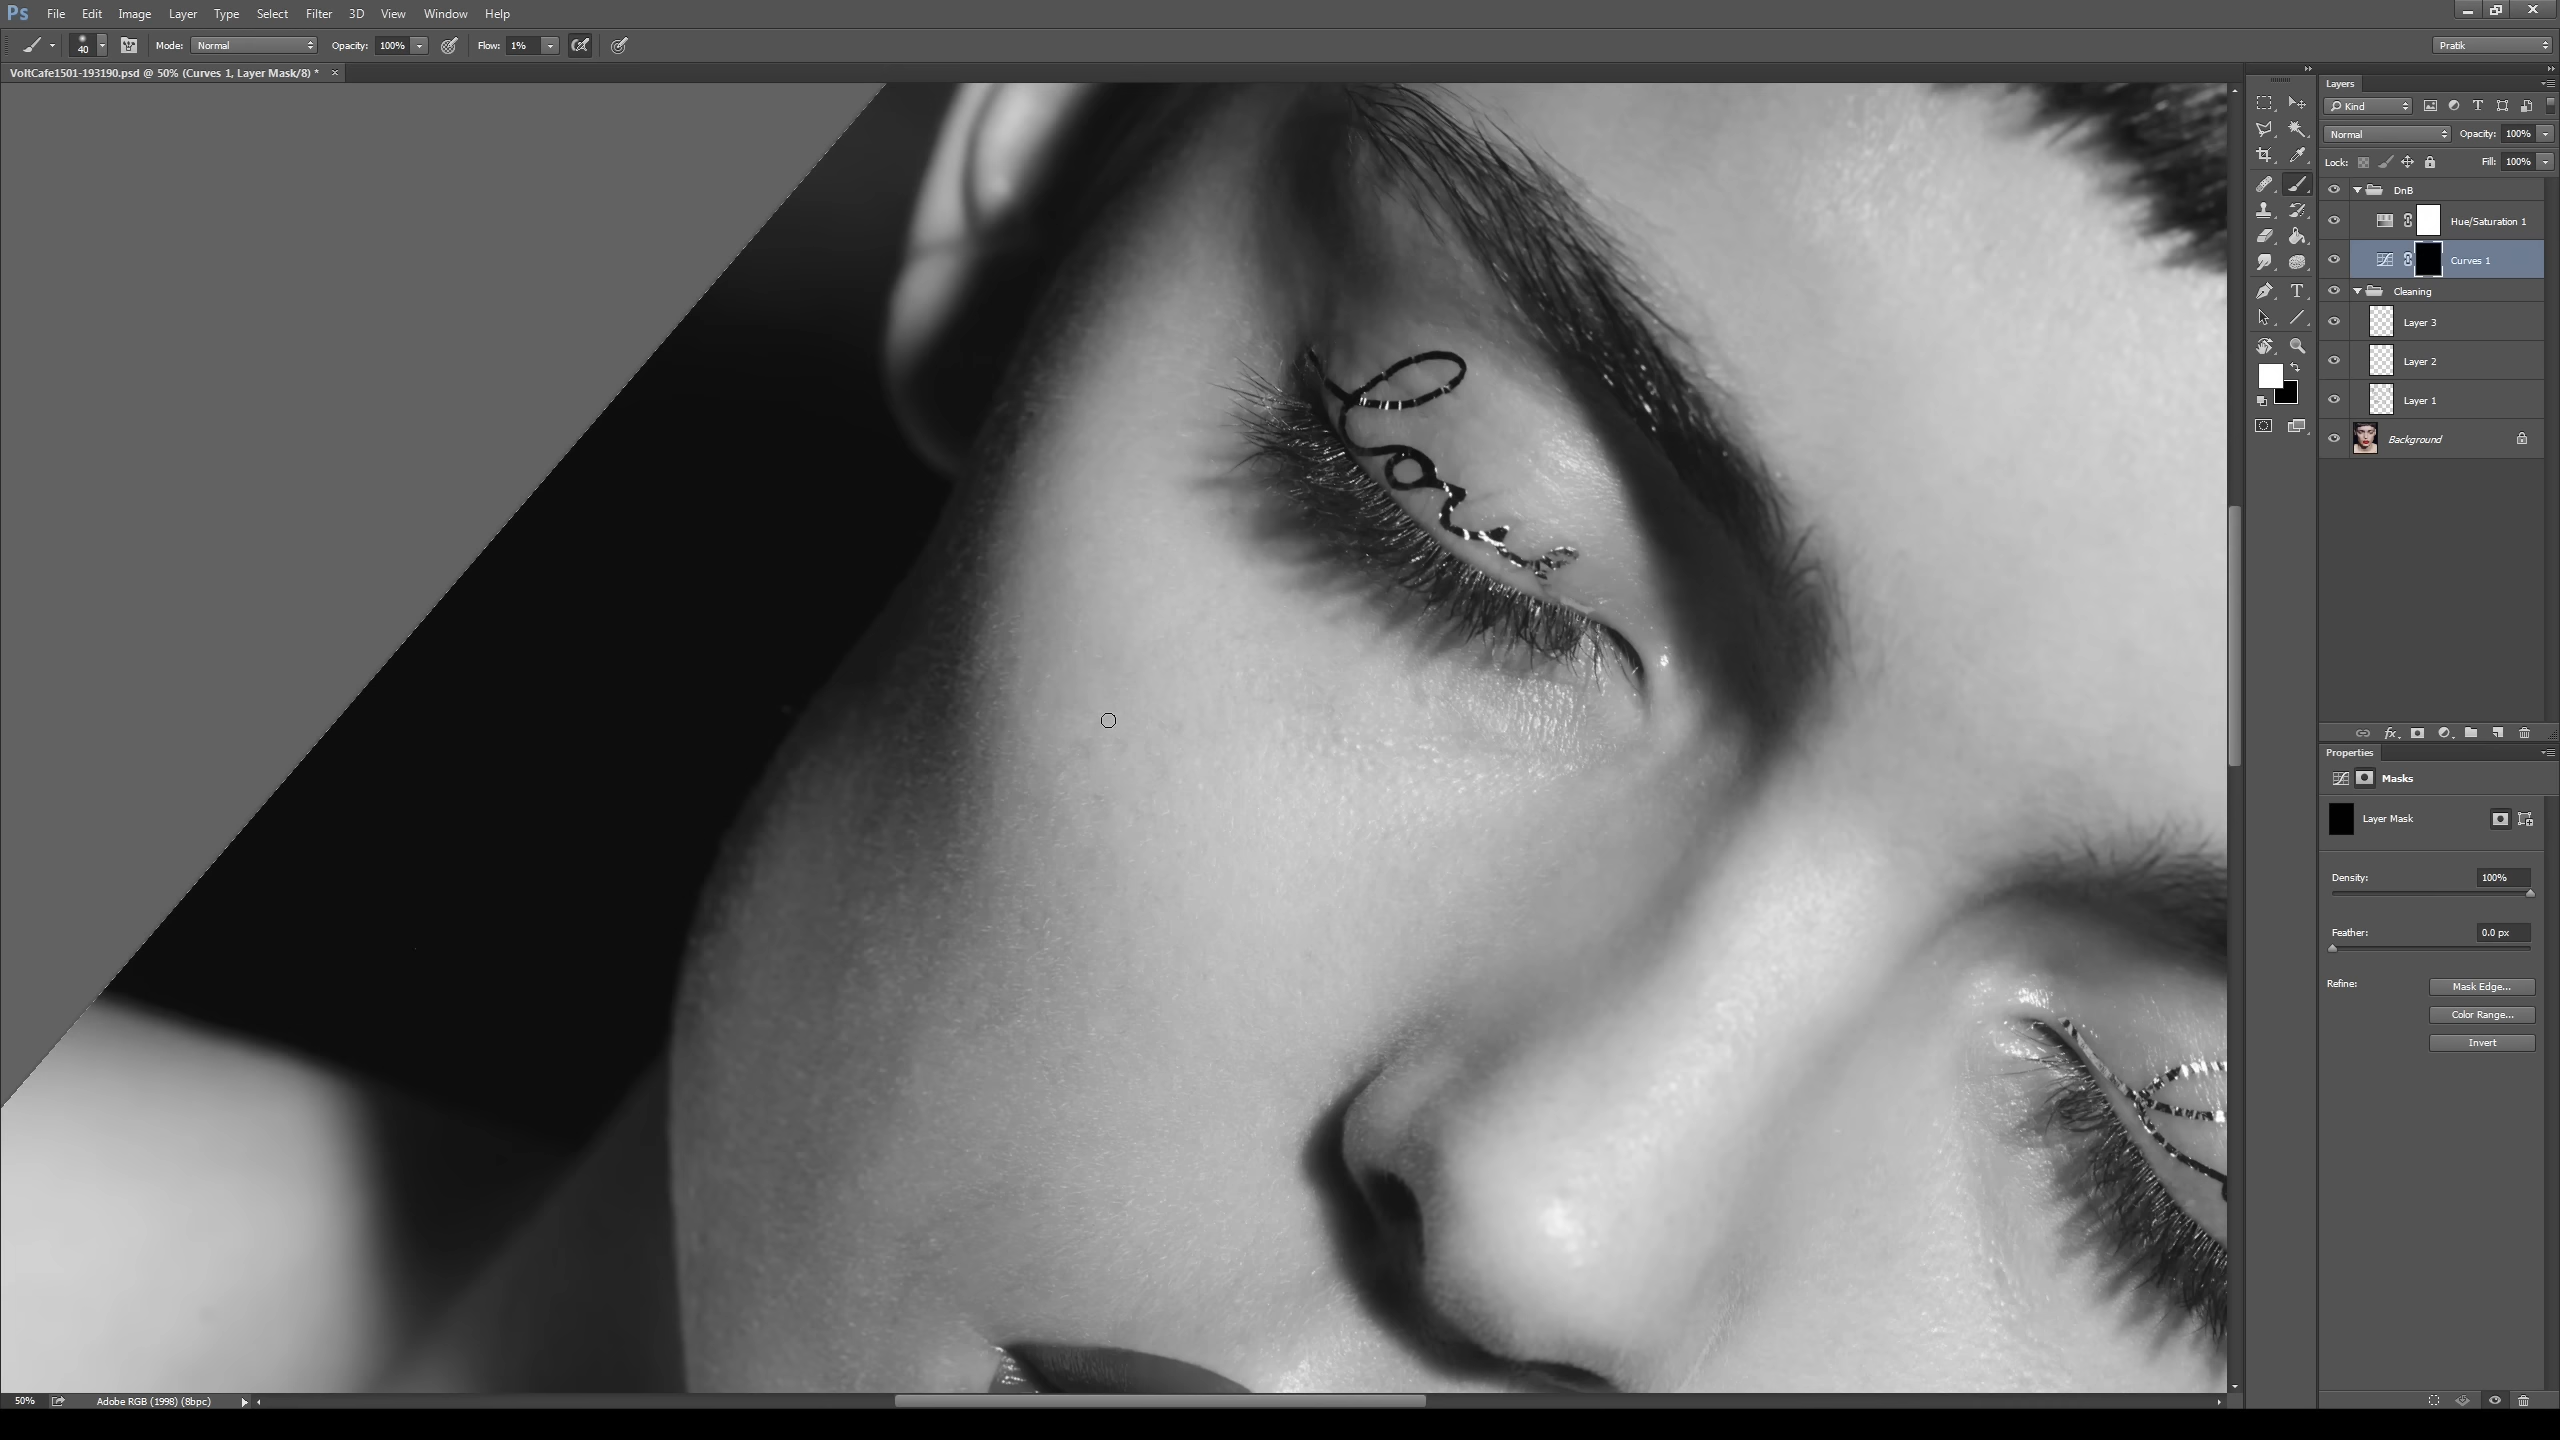 Ps File Edit Image Layer Type Select Filter 3D View Window Help
40 Mode: Normal Opacity: 100% Flow: 1% Pratik
VoltCafe1501-193190.psd @ 50% (Curves 1, Layer Mask/8) * ×
Layers
Kind
Normal Opacity: 100%
Lock: Fill: 100%
DnB
Hue/Saturation 1
Curves 1
Cleaning
Layer 3
Layer 2
Layer 1
Background
Properties
Masks
Layer Mask
Density: 100%
Feather: 0.0 px
Refine: Mask Edge...
Color Range...
Invert
50% Adobe RGB (1998) (8bpc)